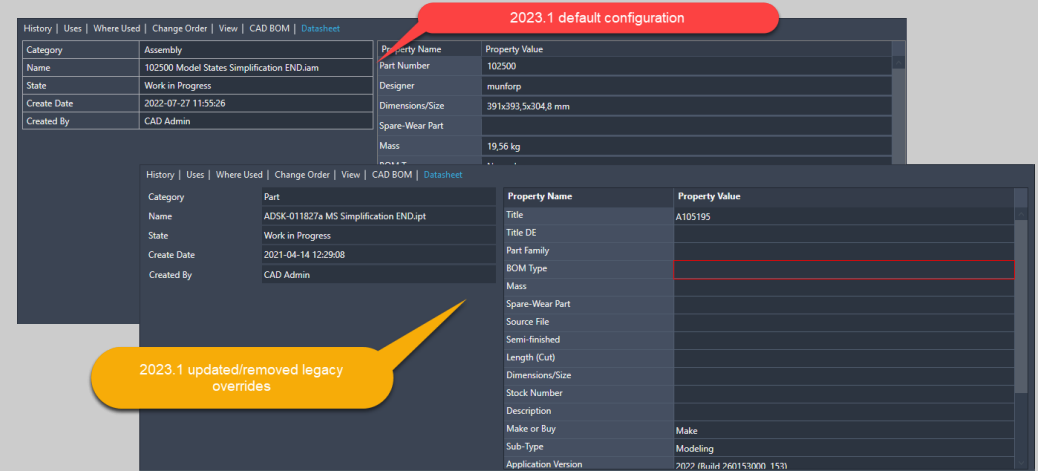 2023.1 default configuration
History | Uses | Where Used | Change Order | View | CAD BOM | Datasheet
Category Assembly
Name 102500 Model States Simplification END.iam
State Work in Progress
Create Date 2022-07-27 11:55:26
Created By CAD Admin
Property Name Property Value
Part Number 102500
Designer munforp
Dimensions/Size 391x393,5x304,8 mm
Spare-Wear Part
Mass 19,56 kg
History | Uses | Where Used | Change Order | View | CAD BOM | Datasheet
Category Part
Name ADSK-011827a MS Simplification END.ipt
State Work in Progress
Create Date 2021-04-14 12:29:08
Created By CAD Admin
Property Name Property Value
Title A105195
Title DE
Part Family
BOM Type
Mass
Spare-Wear Part
Source File
Semi-finished
Length (Cut)
Dimensions/Size
Stock Number
Description
Make or Buy Make
Sub-Type Modeling
Application Version 2022 (Build 260153000, 153)
2023.1 updated/removed legacy
overrides